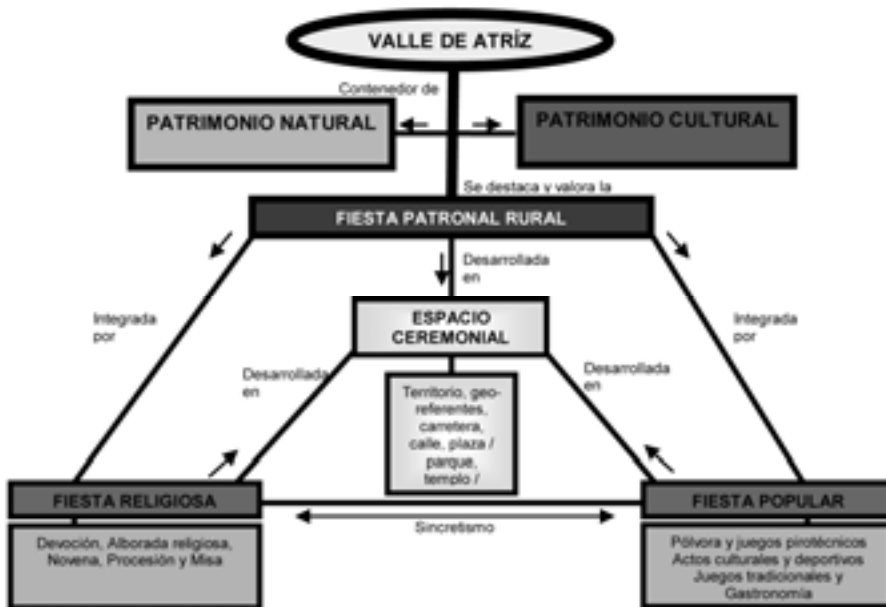 VALLE DE ATRÍZ
Contenedor de
PATRIMONIO NATURAL
PATRIMONIO CULTURAL
Se destaca y valora la
FIESTA PATRONAL RURAL
Desarrollada
en
Integrada
por
ESPACIO
CEREMONIAL
Integrada
por
Desarrollada
en
Desarrollada
en
Territorio, geo-
referentes,
carretera,
calle, plaza /
parque,
templo /
FIESTA RELIGIOSA
FIESTA POPULAR
Sincretismo
Devoción, Alborada religiosa,
Novena, Procesión y Misa
Pólvora y juegos pirotécnicos
Actos culturales y deportivos
Juegos tradicionales y
Gastronomía